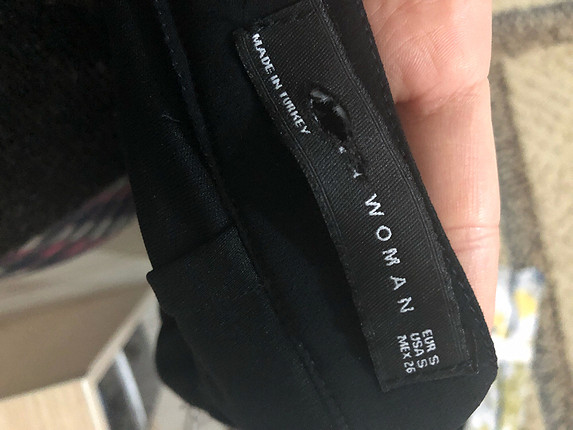 MADE IN TURKEY
WOMAN
EUR S
USA S
MEX 26